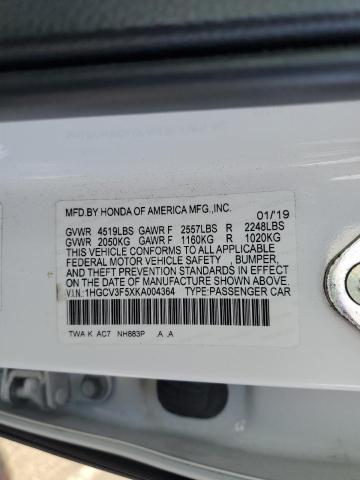 MFD.BY HONDA OF AMERICA MFG.,INC. 01/19
GVWR 4519LBS GAWR F 2557LBS R 2248LBS
GVWR 2050KG GAWR F 1160KG R 1020KG
THIS VEHICLE CONFORMS TO ALL APPLICABLE
FEDERAL MOTOR VEHICLE SAFETY , BUMPER,
AND THEFT PREVENTION STANDARDS IN EFFECT
ON THE DATE OF MANUFACTURE SHOWN ABOVE.
V.I.N:1HGCV3F5XKA004364 TYPE:PASSENGER CAR
TWA K AC7 NH883P .A .A